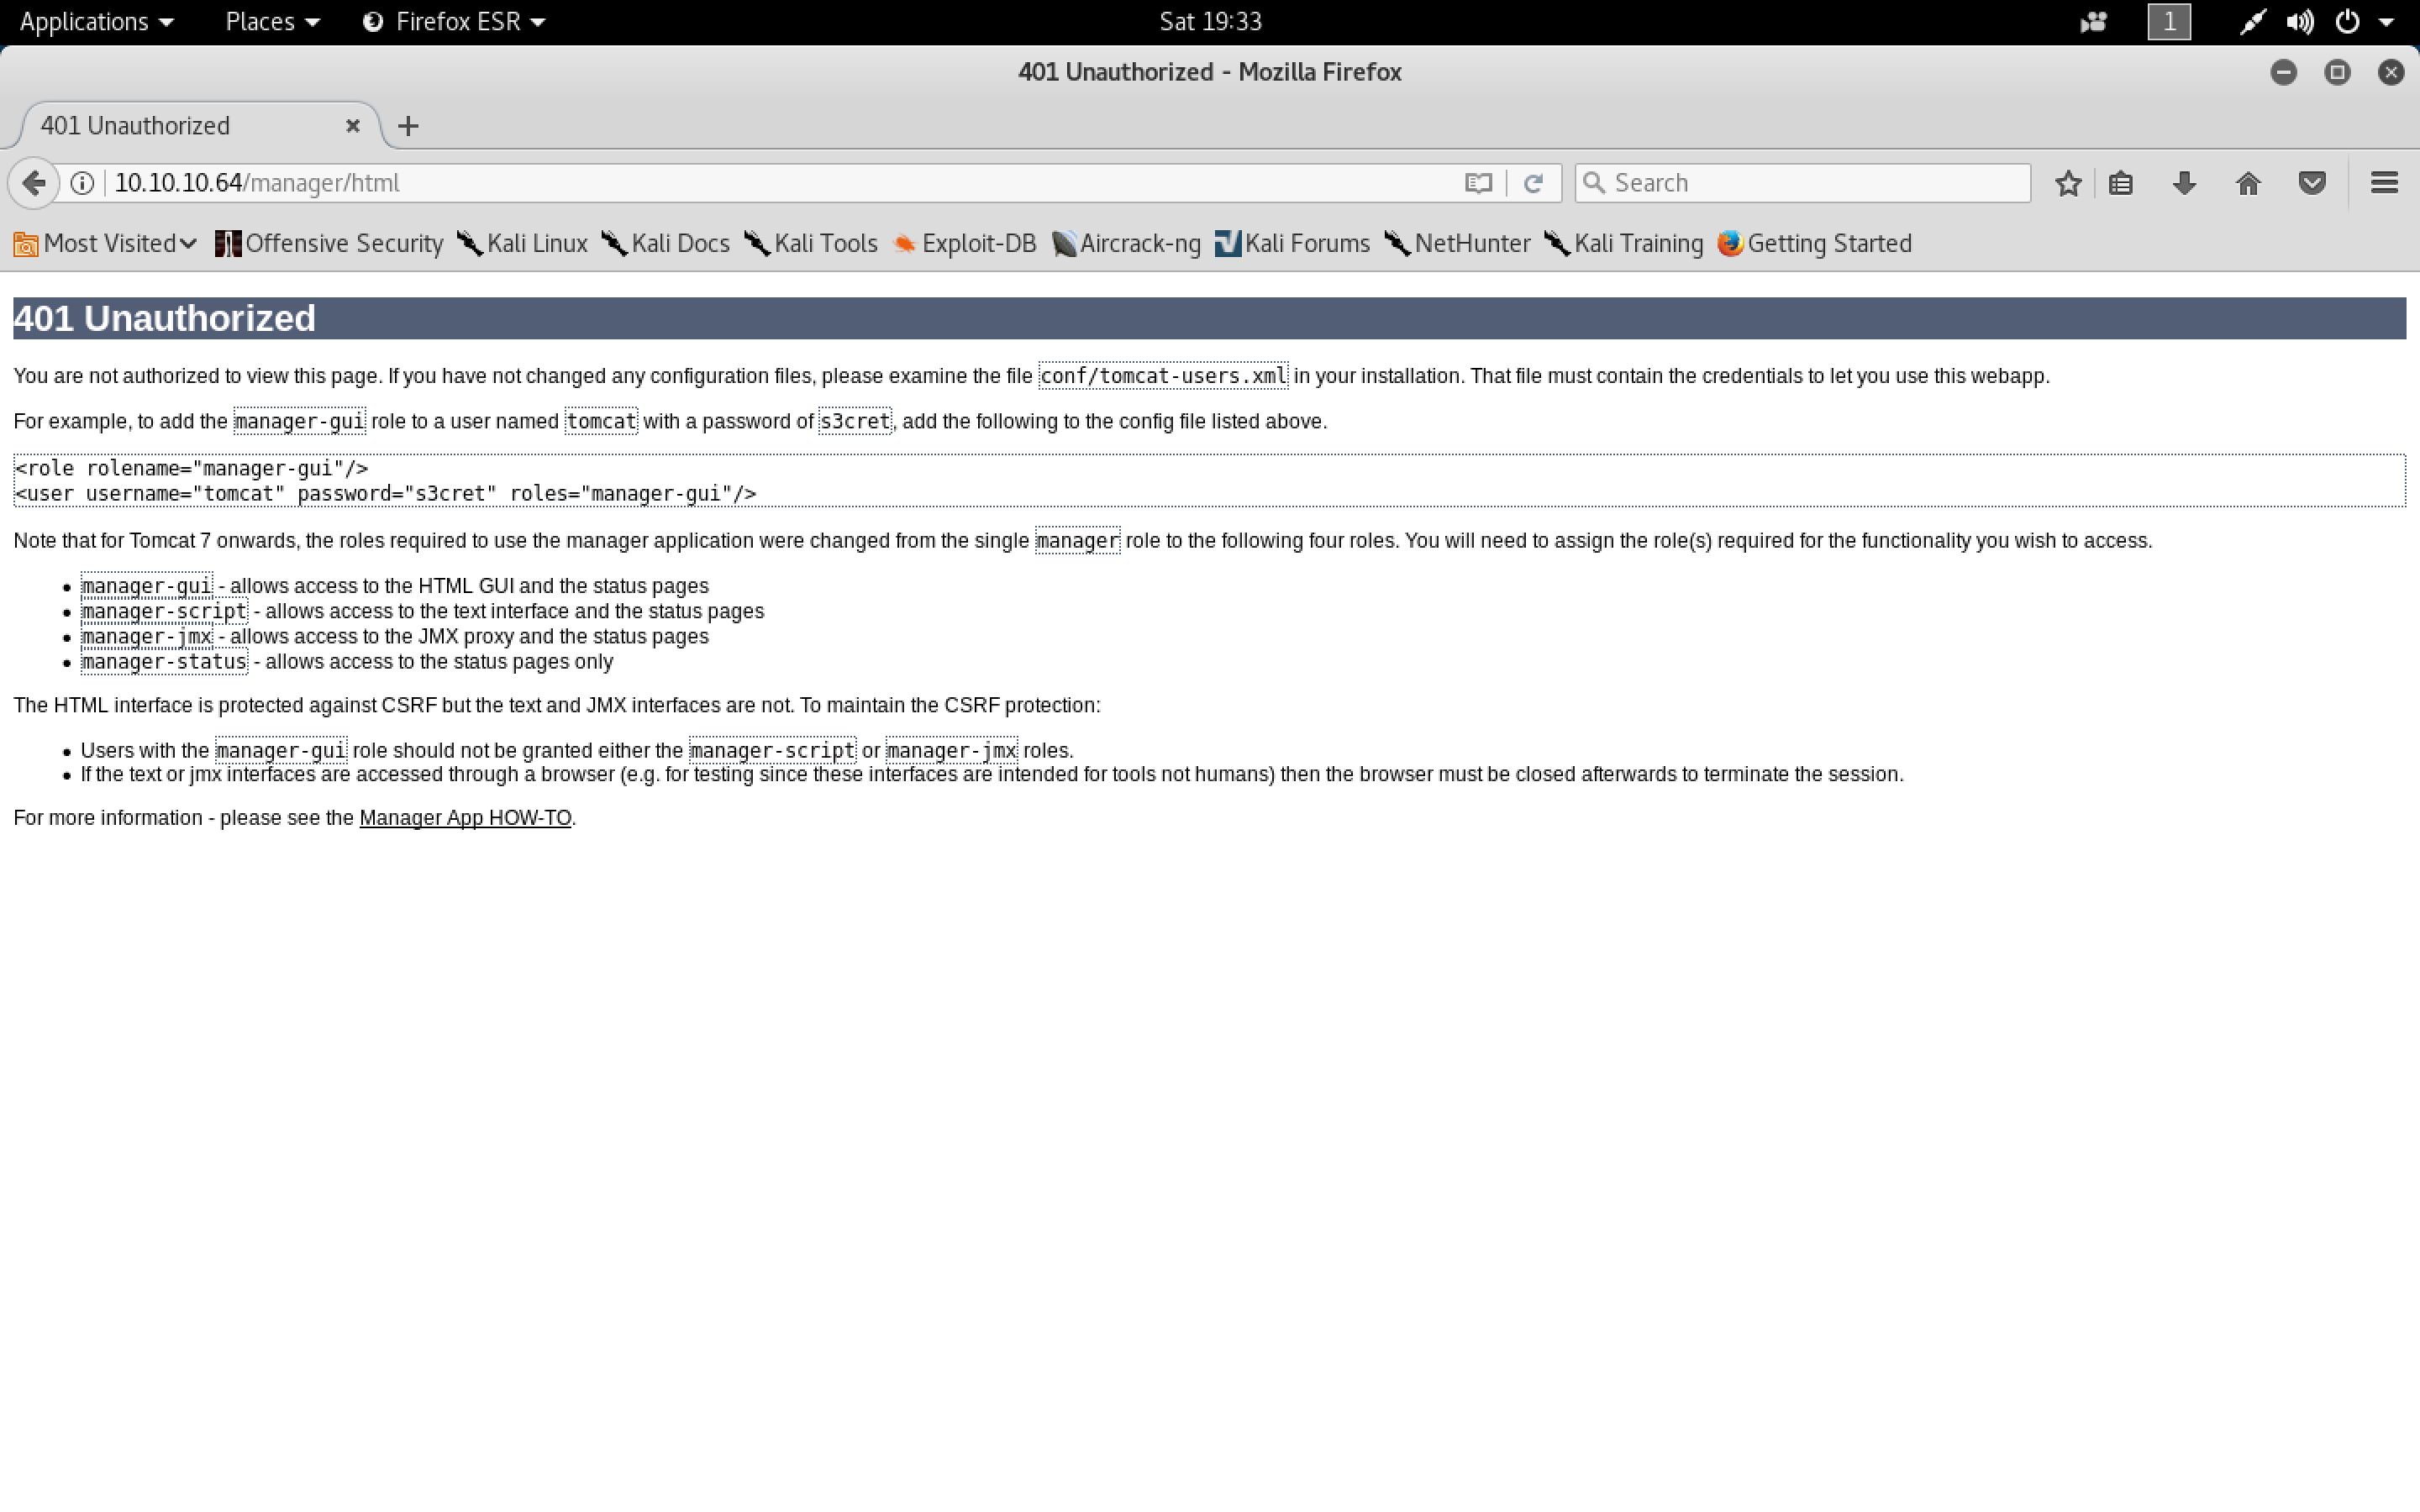 Applications Places Firefox ESR Sat 19:33 1
401 Unauthorized - Mozilla Firefox
401 Unauthorized
10.10.10.64/manager/html Search
Most Visited Offensive Security Kali Linux Kali Docs Kali Tools Exploit-DB Aircrack-ng Kali Forums NetHunter Kali Training Getting Started
401 Unauthorized
You are not authorized to view this page. If you have not changed any configuration files, please examine the file conf/tomcat-users.xml in your installation. That file must contain the credentials to let you use this webapp.
For example, to add the manager-gui role to a user named tomcat with a password of s3cret, add the following to the config file listed above.
<role rolename="manager-gui"/>
<user username="tomcat" password="s3cret" roles="manager-gui"/>
Note that for Tomcat 7 onwards, the roles required to use the manager application were changed from the single manager role to the following four roles. You will need to assign the role(s) required for the functionality you wish to access.
• manager-gui - allows access to the HTML GUI and the status pages
• manager-script - allows access to the text interface and the status pages
• manager-jmx - allows access to the JMX proxy and the status pages
• manager-status - allows access to the status pages only
The HTML interface is protected against CSRF but the text and JMX interfaces are not. To maintain the CSRF protection:
• Users with the manager-gui role should not be granted either the manager-script or manager-jmx roles.
• If the text or jmx interfaces are accessed through a browser (e.g. for testing since these interfaces are intended for tools not humans) then the browser must be closed afterwards to terminate the session.
For more information - please see the Manager App HOW-TO.